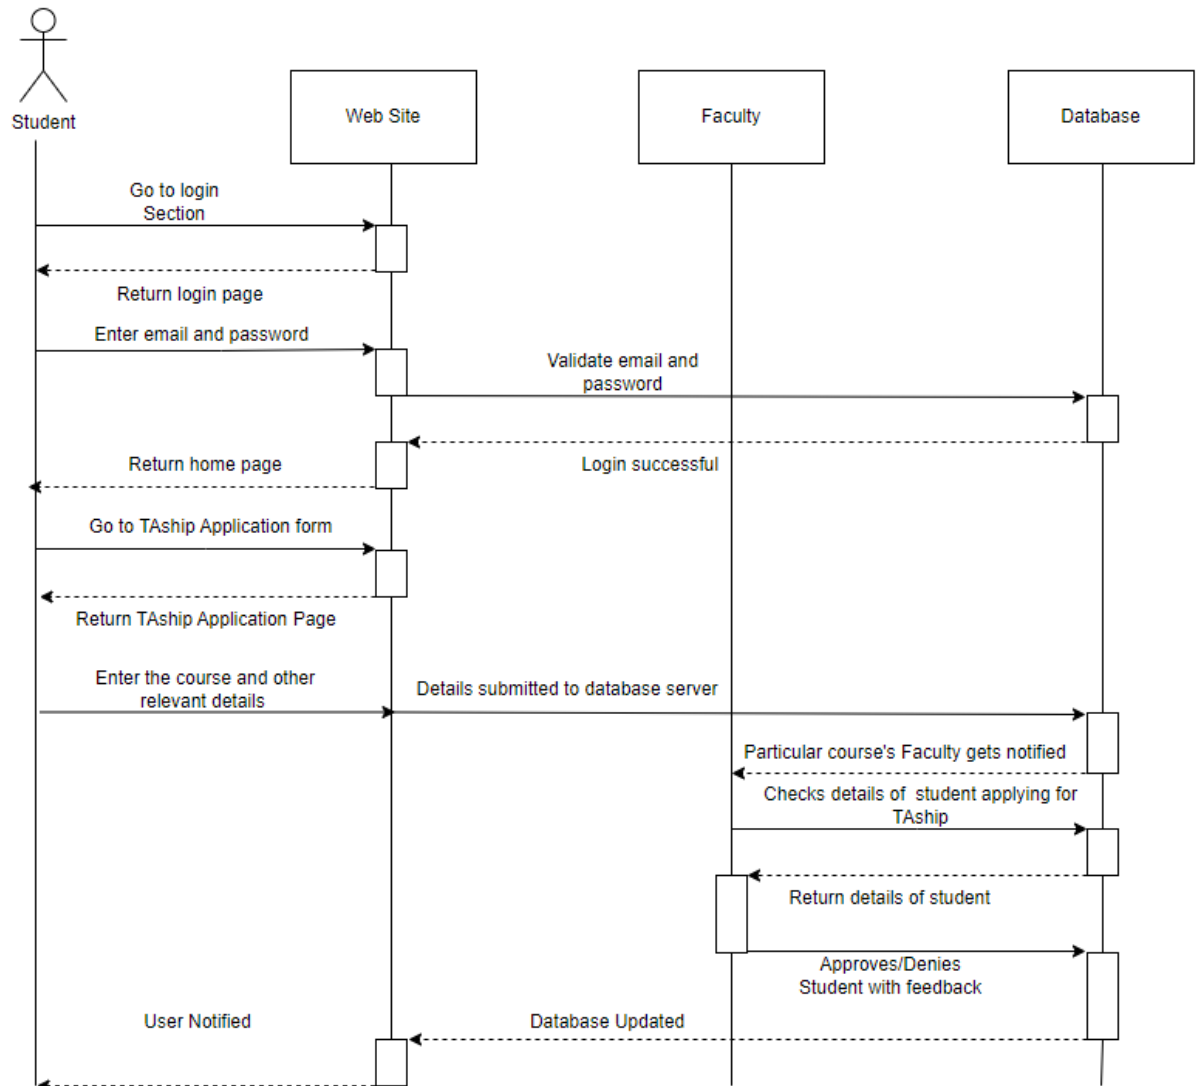 Student
Web Site
Faculty
Database
Go to login
Section
Return login page
Enter email and password
Validate email and
password
Return home page
Login successful
Go to TAship Application form
Return TAship Application Page
Enter the course and other
relevant details
Details submitted to database server
Particular course's Faculty gets notified
Checks details of student applying for
TAship
Return details of student
Approves/Denies
Student with feedback
User Notified
Database Updated